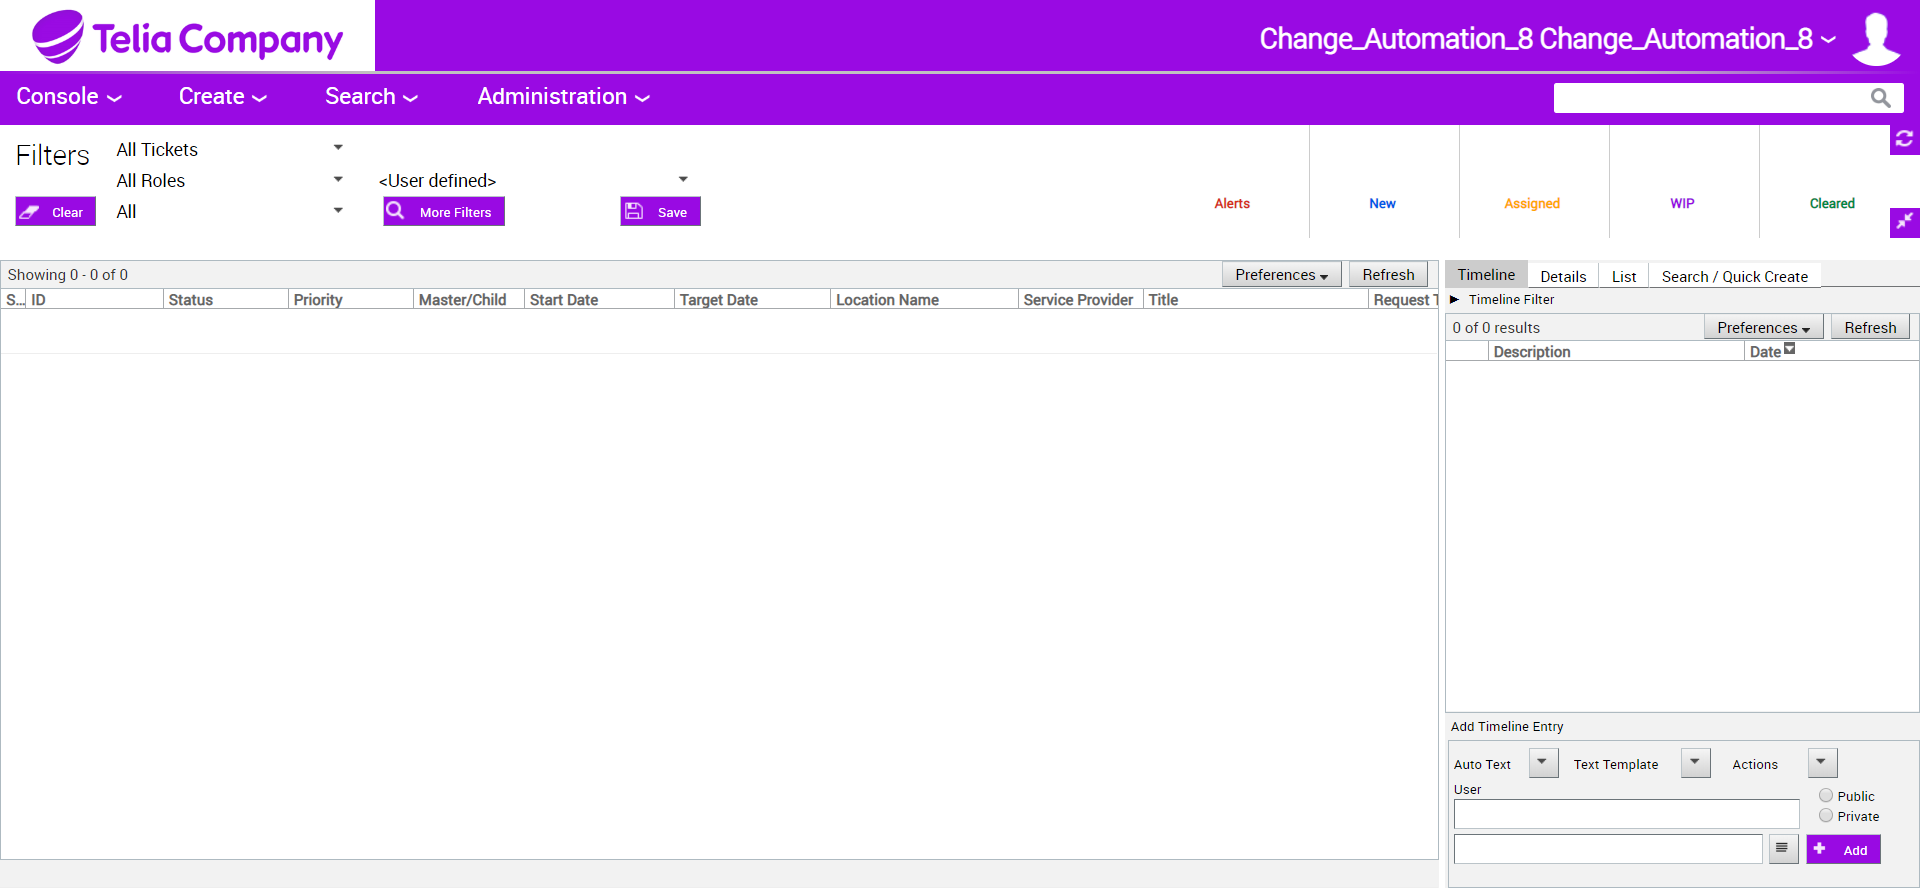 Telia Company
Change_Automation_8 Change_Automation_8
Console
Create
Search
Administration
Filters
All Tickets
All Roles
<User defined>
Clear
All
More Filters
Save
Alerts
New
Assigned
WIP
Cleared
Showing 0 - 0 of 0
Preferences
Refresh
S... ID Status Priority Master/Child Start Date Target Date Location Name Service Provider Title Request T
Timeline Details List Search / Quick Create
Timeline Filter
0 of 0 results
Preferences
Refresh
Description Date
Add Timeline Entry
Auto Text
Text Template
Actions
User
Public
Private
Add